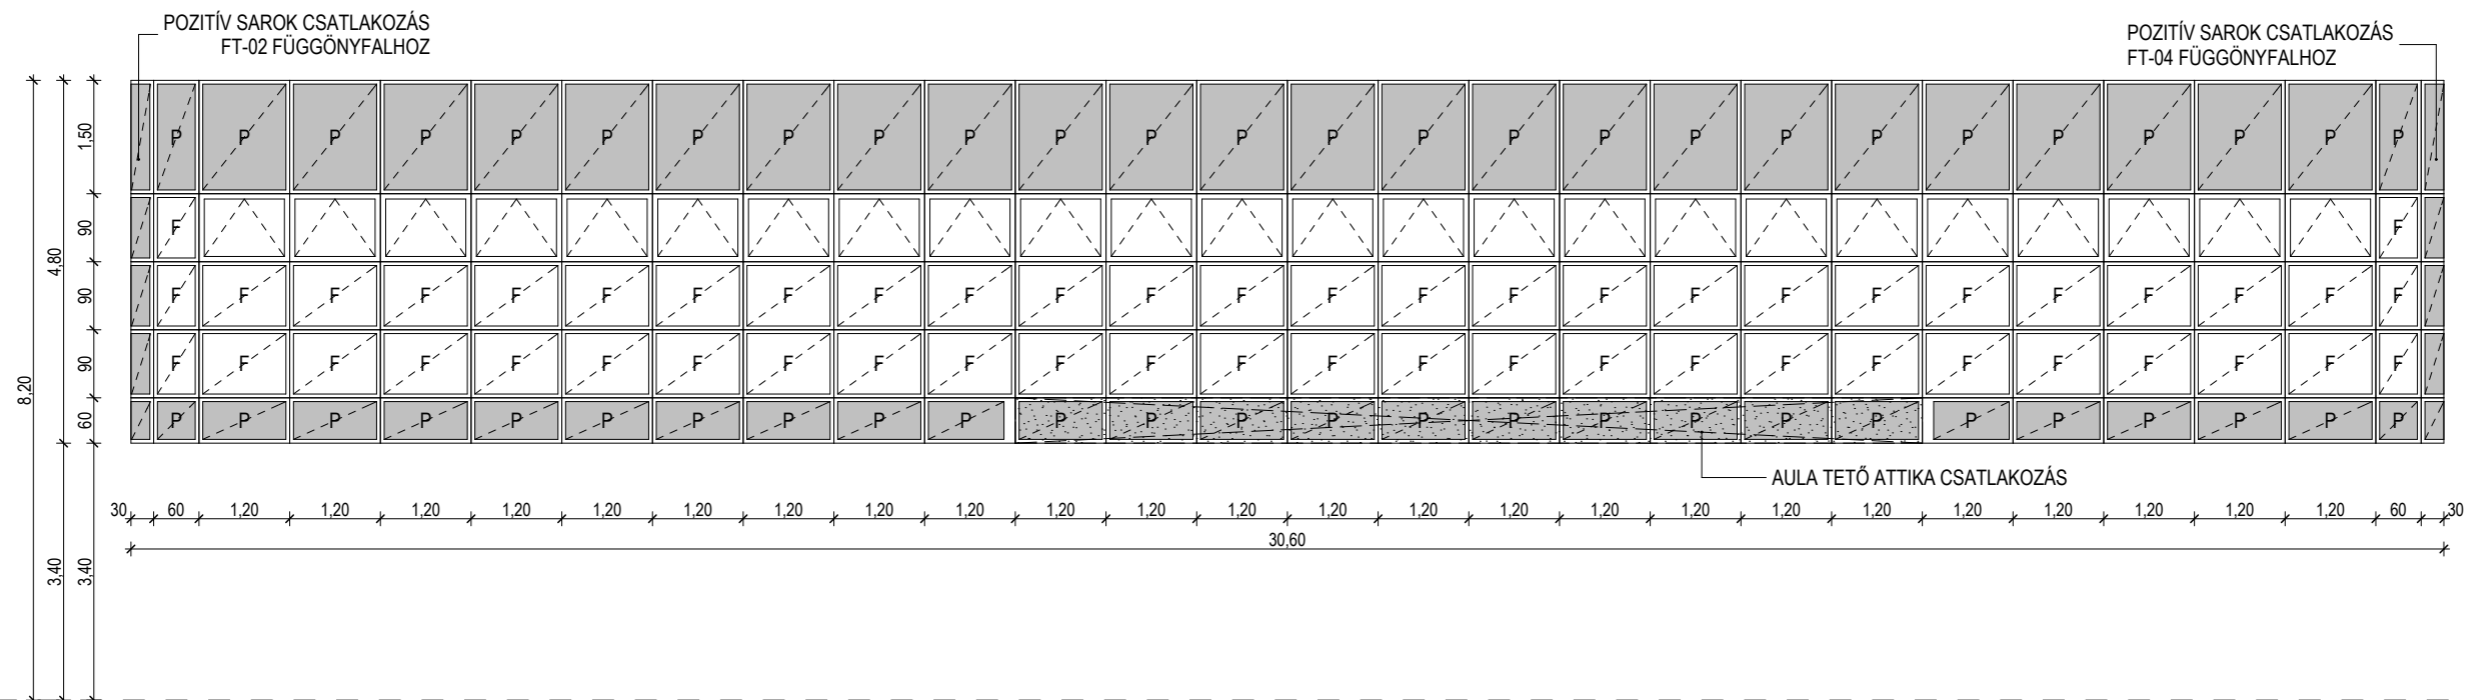 POZITÍV SAROK CSATLAKOZÁS
FT-02 FÜGGÖNYFALHOZ
POZITÍV SAROK CSATLAKOZÁS
FT-04 FÜGGÖNYFALHOZ
1,50
P P P P P P P P P P P P P P P P P P P P P P P P P P
90
F F
4,80
90
F F F F F F F F F F F F F F F F F F F F F F F F F F
90
F F F F F F F F F F F F F F F F F F F F F F F F F F
8,20
60
P P P P P P P P P P P P P P P P P P P P P P P P P P
AULA TETŐ ATTIKA CSATLAKOZÁS
30 60 1,20 1,20 1,20 1,20 1,20 1,20 1,20 1,20 1,20 1,20 1,20 1,20 1,20 1,20 1,20 1,20 1,20 1,20 1,20 1,20 1,20 1,20 1,20 1,20 60 30
30,60
3,40
3,40